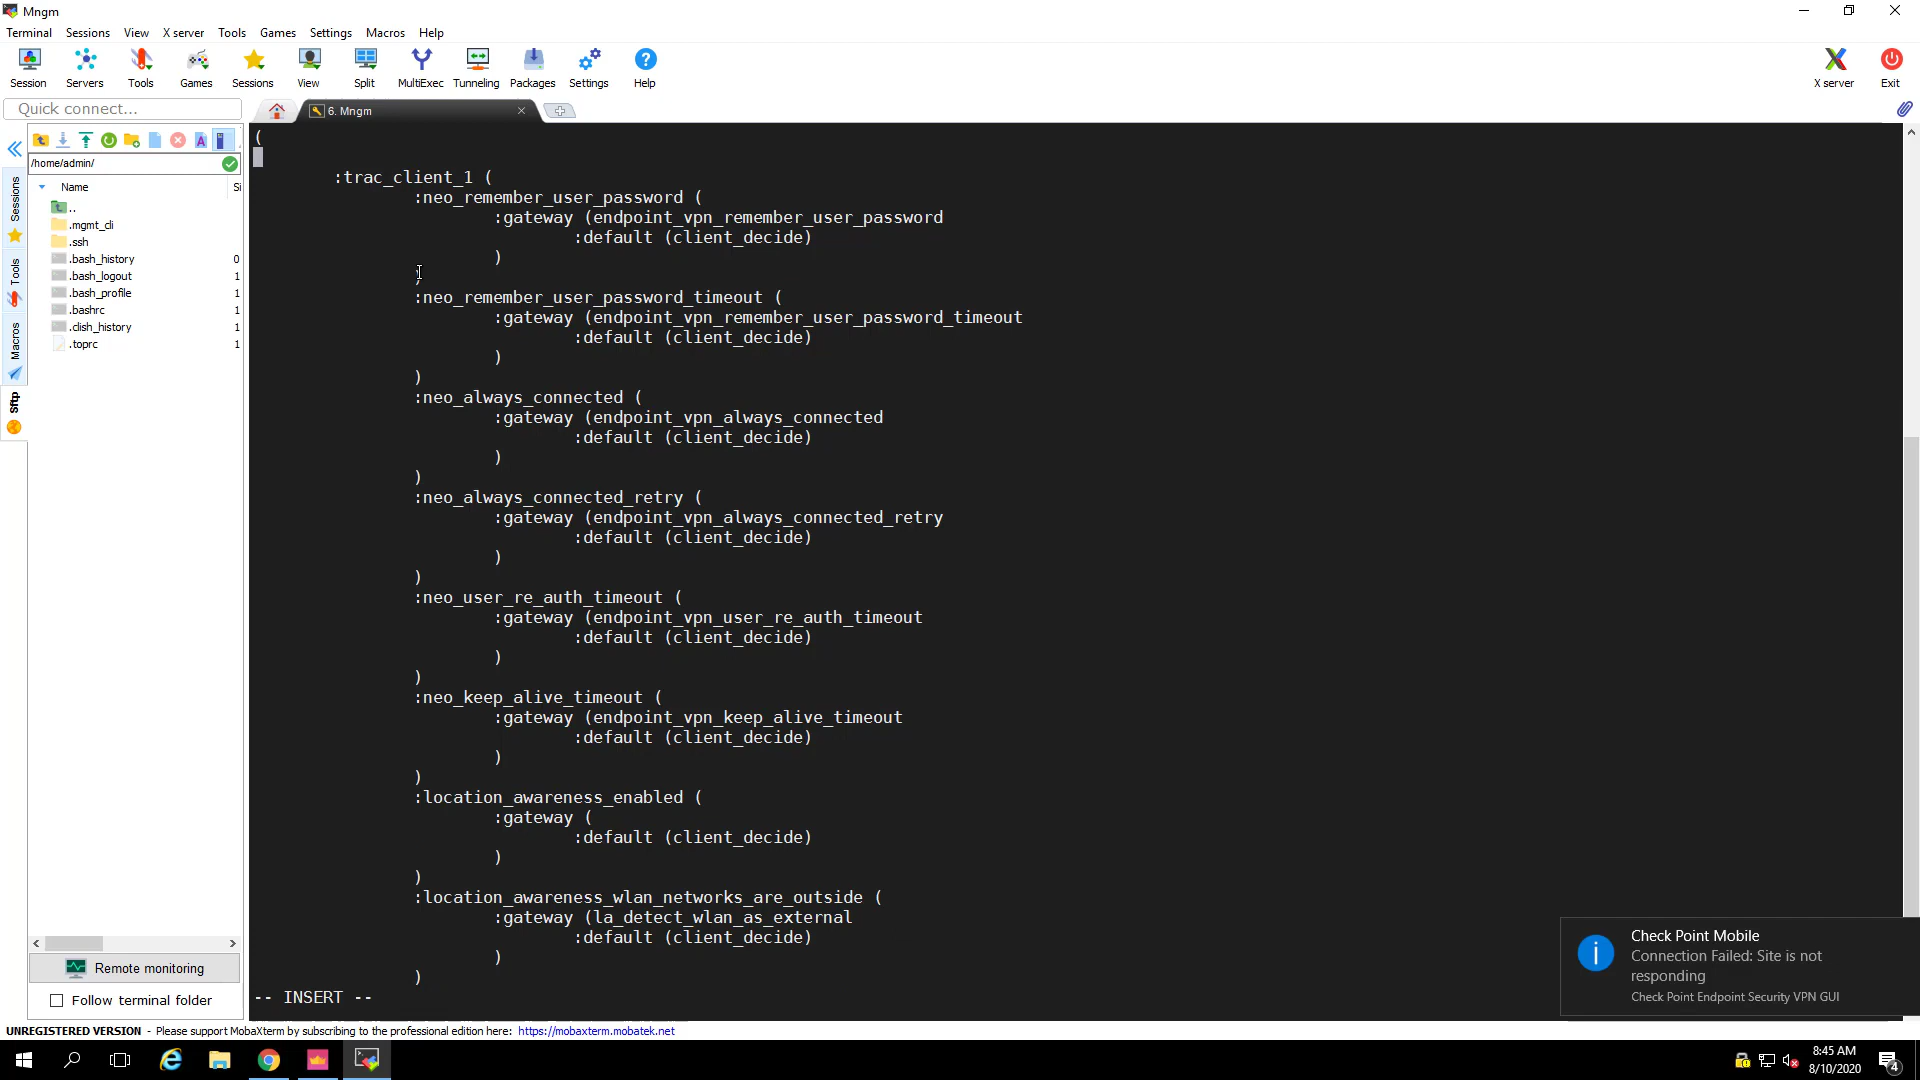 Mngm
Terminal Sessions View X server Tools Games Settings Macros Help
Session Servers Tools Games Sessions View Split MultiExec Tunneling Packages Settings Help X server Exit
Quick connect...
6. Mngm
/home/admin/
Name Si
..
.mgmt_cli
.ssh
.bash_history 0
.bash_logout 1
.bash_profile 1
.bashrc 1
.clish_history 1
.toprc 1
Sessions
Tools
Macros
Sftp
Remote monitoring
Follow terminal folder
(
:trac_client_1 (
:neo_remember_user_password (
:gateway (endpoint_vpn_remember_user_password
:default (client_decide)
)
)
:neo_remember_user_password_timeout (
:gateway (endpoint_vpn_remember_user_password_timeout
:default (client_decide)
)
)
:neo_always_connected (
:gateway (endpoint_vpn_always_connected
:default (client_decide)
)
)
:neo_always_connected_retry (
:gateway (endpoint_vpn_always_connected_retry
:default (client_decide)
)
)
:neo_user_re_auth_timeout (
:gateway (endpoint_vpn_user_re_auth_timeout
:default (client_decide)
)
)
:neo_keep_alive_timeout (
:gateway (endpoint_vpn_keep_alive_timeout
:default (client_decide)
)
)
:location_awareness_enabled (
:gateway (
:default (client_decide)
)
)
:location_awareness_wlan_networks_are_outside (
:gateway (la_detect_wlan_as_external
:default (client_decide)
)
)
-- INSERT --
Check Point Mobile
Connection Failed: Site is not
responding
Check Point Endpoint Security VPN GUI
UNREGISTERED VERSION - Please support MobaXterm by subscribing to the professional edition here: https://mobaxterm.mobatek.net
8:45 AM
8/10/2020
4